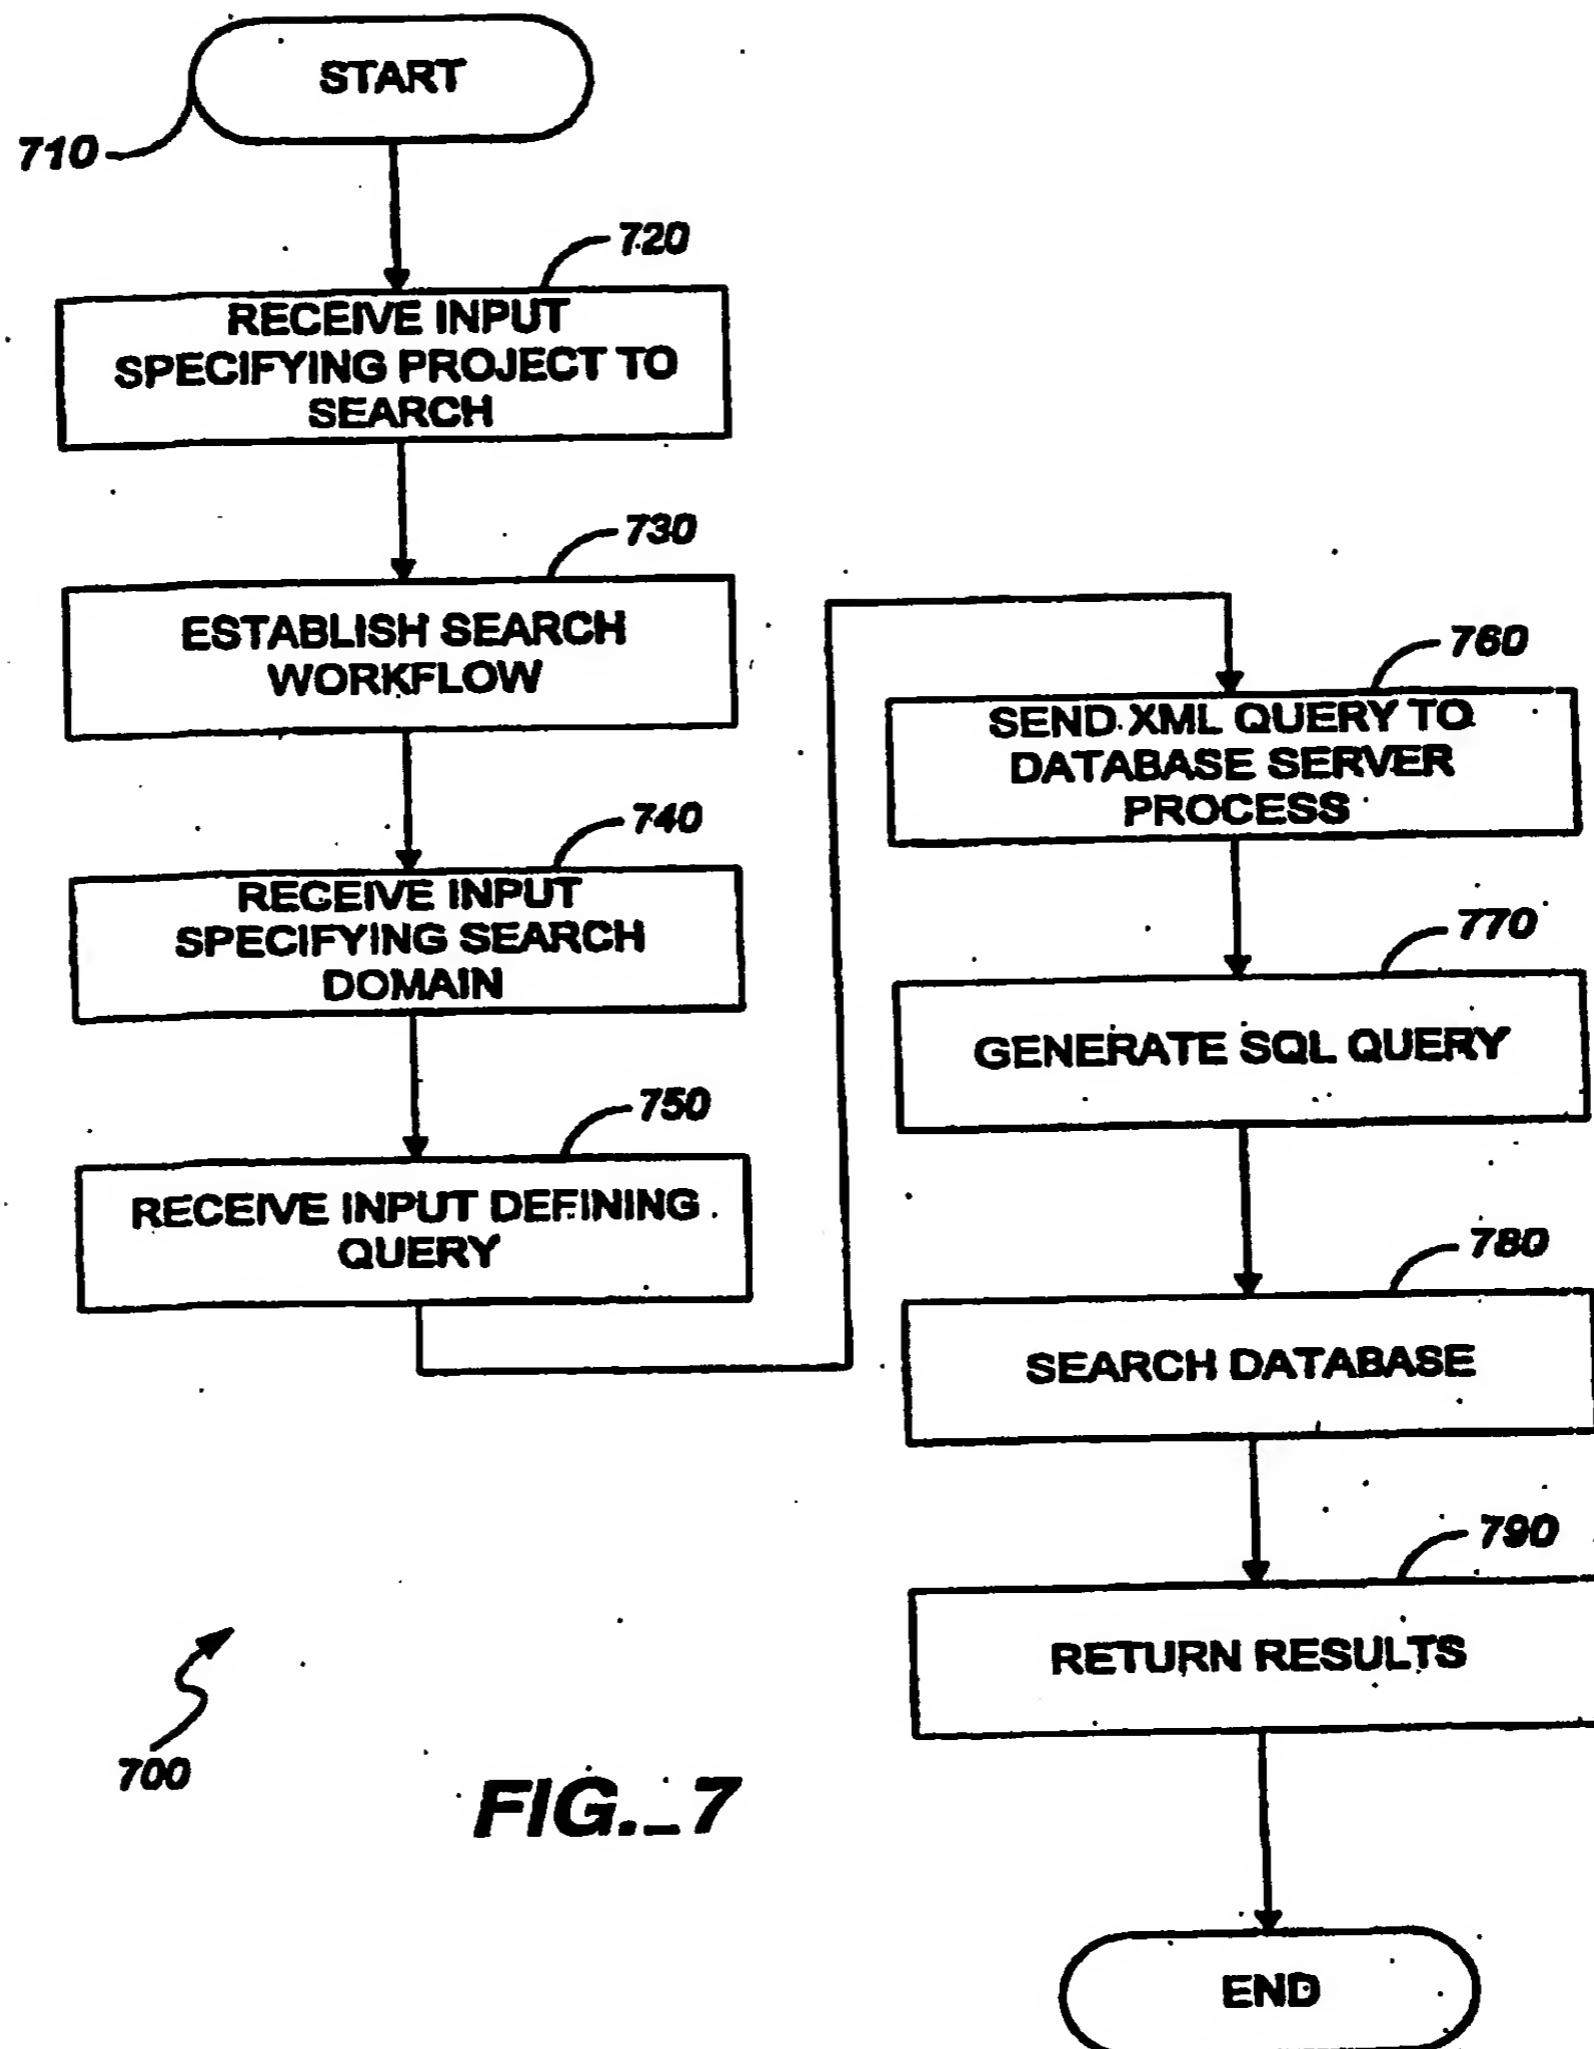 START
710
720
RECEIVE INPUT
SPECIFYING PROJECT TO
SEARCH
730
ESTABLISH SEARCH
WORKFLOW
740
RECEIVE INPUT
SPECIFYING SEARCH
DOMAIN
750
RECEIVE INPUT DEFINING
QUERY
760
SEND XML QUERY TO
DATABASE SERVER
PROCESS
770
GENERATE SQL QUERY
780
SEARCH DATABASE
790
RETURN RESULTS
END
700
FIG._7